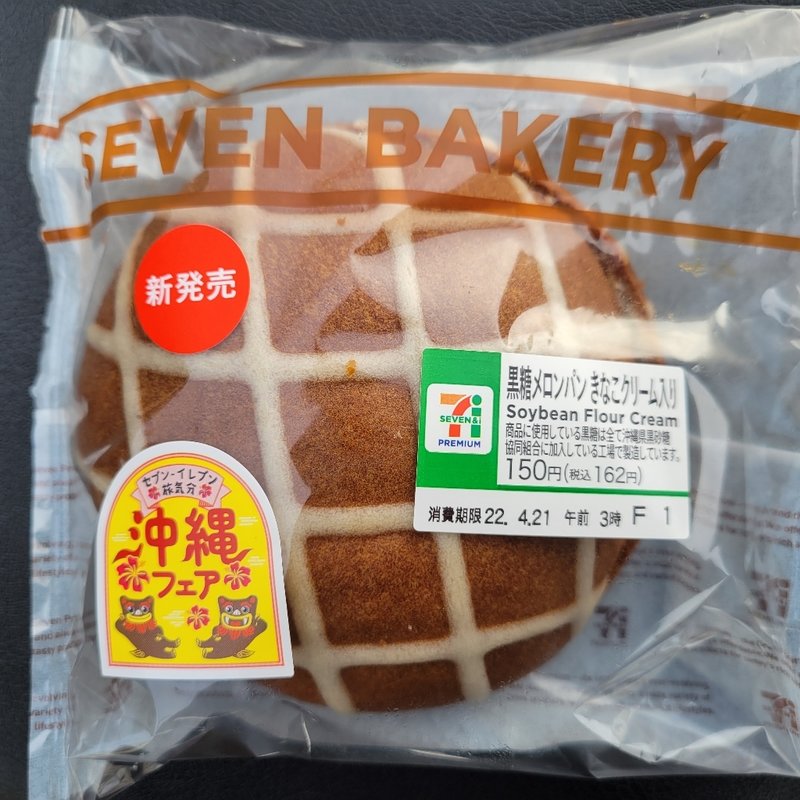 SEVEN BAKERY
新発売
SEVEN&i
PREMIUM
黒糖メロンパン きなこクリーム入り
Soybean Flour Cream
商品に使用している黒糖は全て沖縄県黒砂糖
協同組合に加入している工場で製造しています。
150円(税込162円)
消費期限22. 4.21 午前 3時 F 1
セブン-イレブン
旅気分
沖縄
フェア